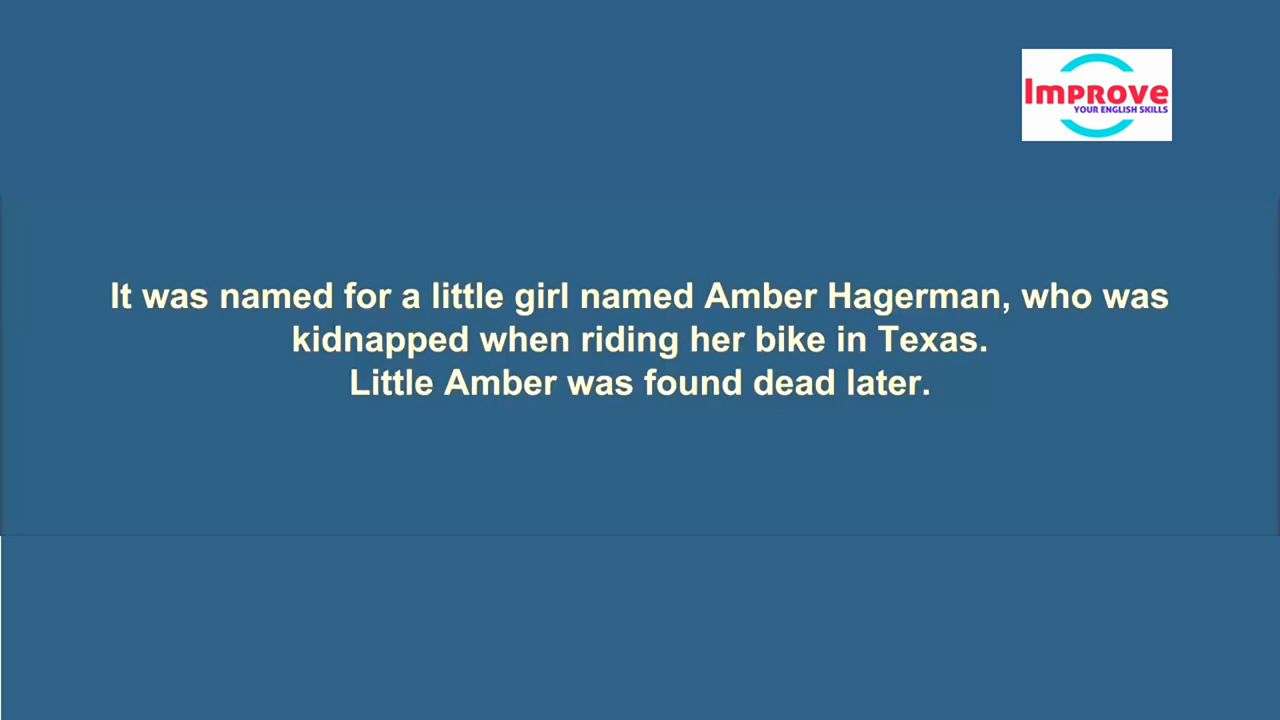 Improve
YOUR ENGLISH SKILLS
It was named for a little girl named Amber Hagerman, who was
kidnapped when riding her bike in Texas.
Little Amber was found dead later.